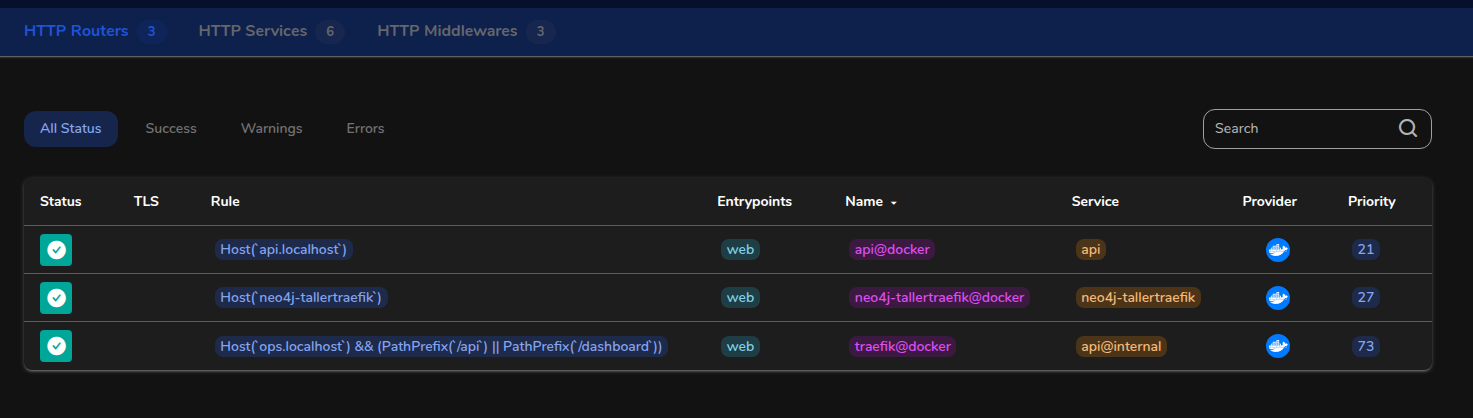 HTTP Routers 3 HTTP Services 6 HTTP Middlewares 3
All Status Success Warnings Errors Search
Status TLS Rule Entrypoints Name Service Provider Priority
Host(`api.localhost`) web api@docker api 21
Host(`neo4j-tallertraefik`) web neo4j-tallertraefik@docker neo4j-tallertraefik 27
Host(`ops.localhost`) && (PathPrefix(`/api`) || PathPrefix(`/dashboard`)) web traefik@docker api@internal 73